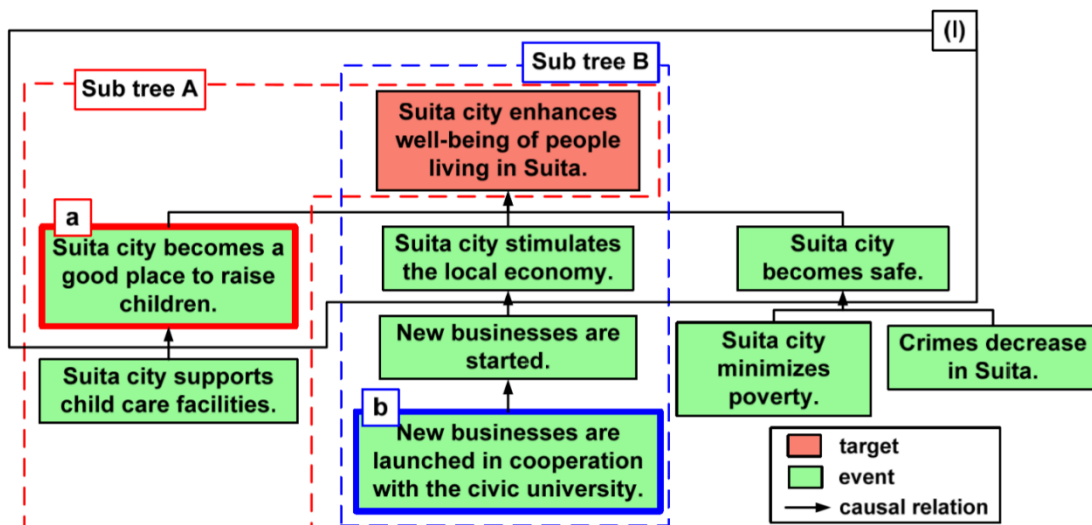 (I)
Sub tree B
Sub tree A
Suita city enhances
well-being of people
living in Suita.
a
Suita city becomes a
good place to raise
children.
Suita city stimulates
the local economy.
Suita city
becomes safe.
New businesses are
started.
Suita city
minimizes
poverty.
Crimes decrease
in Suita.
Suita city supports
child care facilities.
b
New businesses are
launched in cooperation
with the civic university.
target
event
causal relation